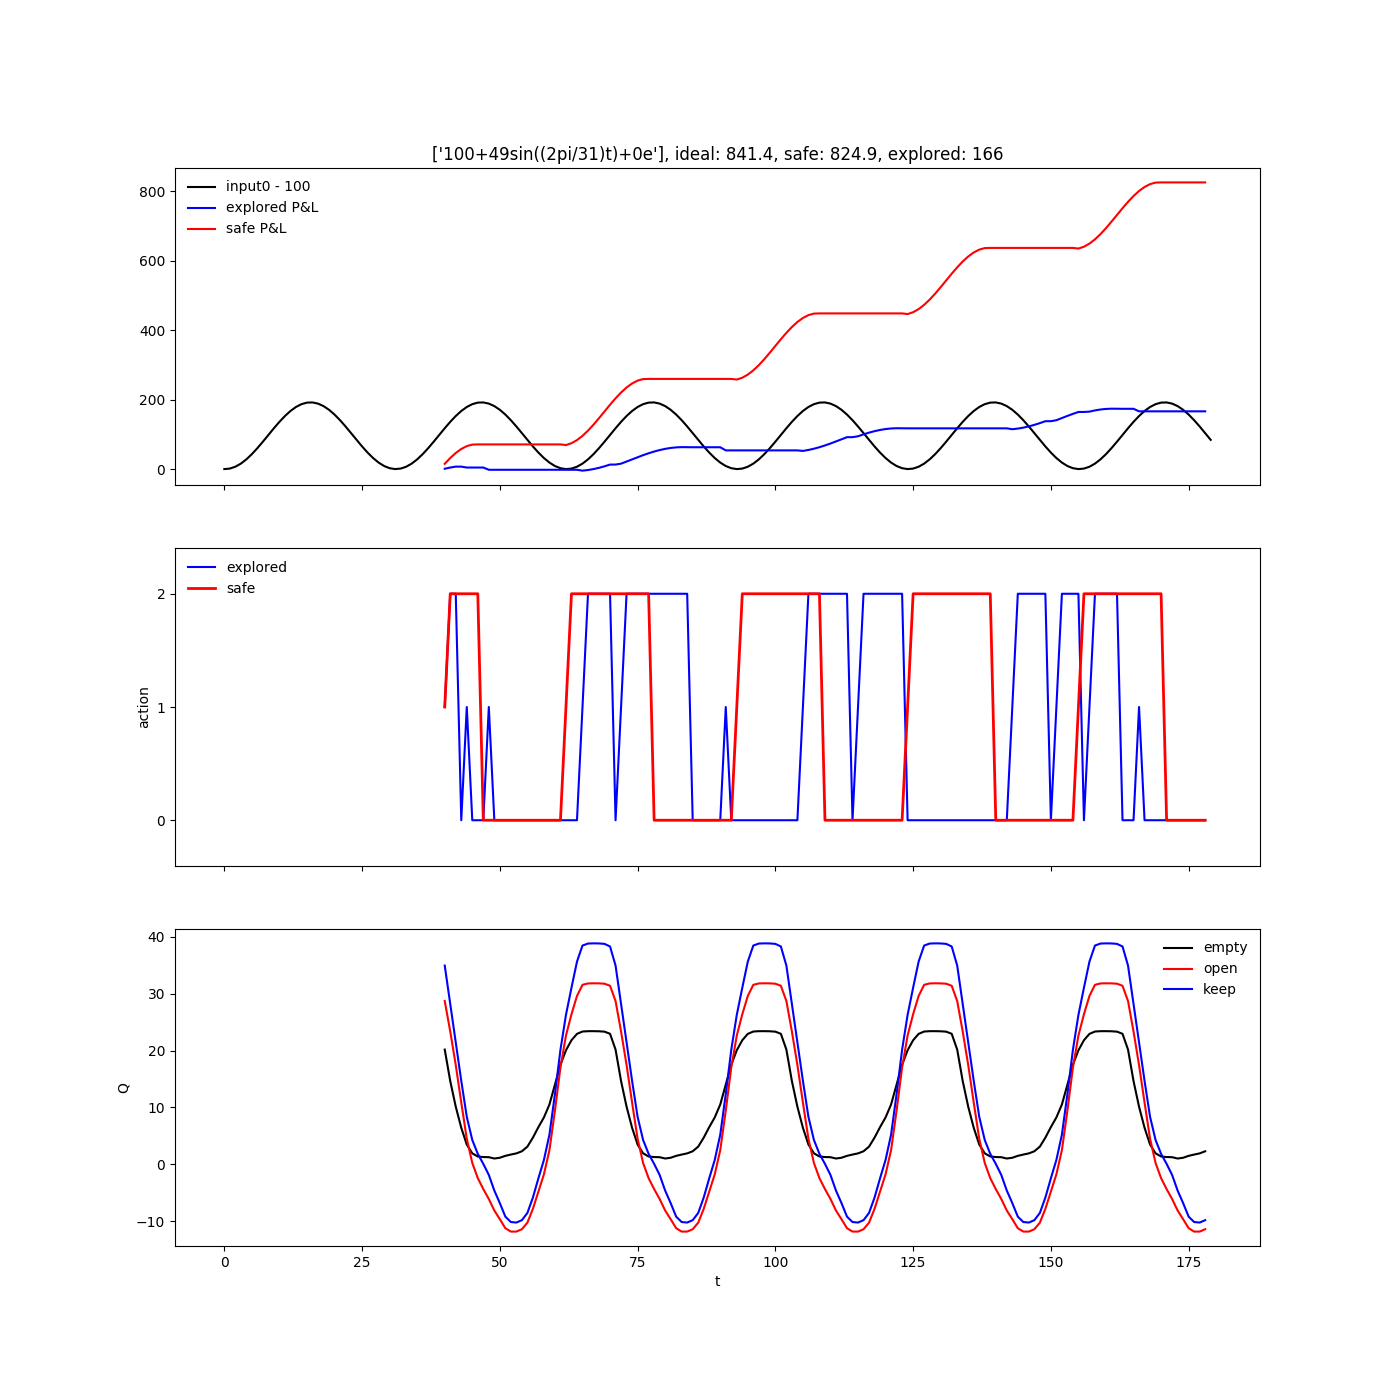 ['100+49sin((2pi/31)t)+0e'], ideal: 841.4, safe: 824.9, explored: 166
input0 - 100
explored P&L
safe P&L
800
600
400
200
0
explored
safe
2
1
0
action
empty
open
keep
40
30
20
10
0
−10
Q
0 25 50 75 100 125 150 175
t